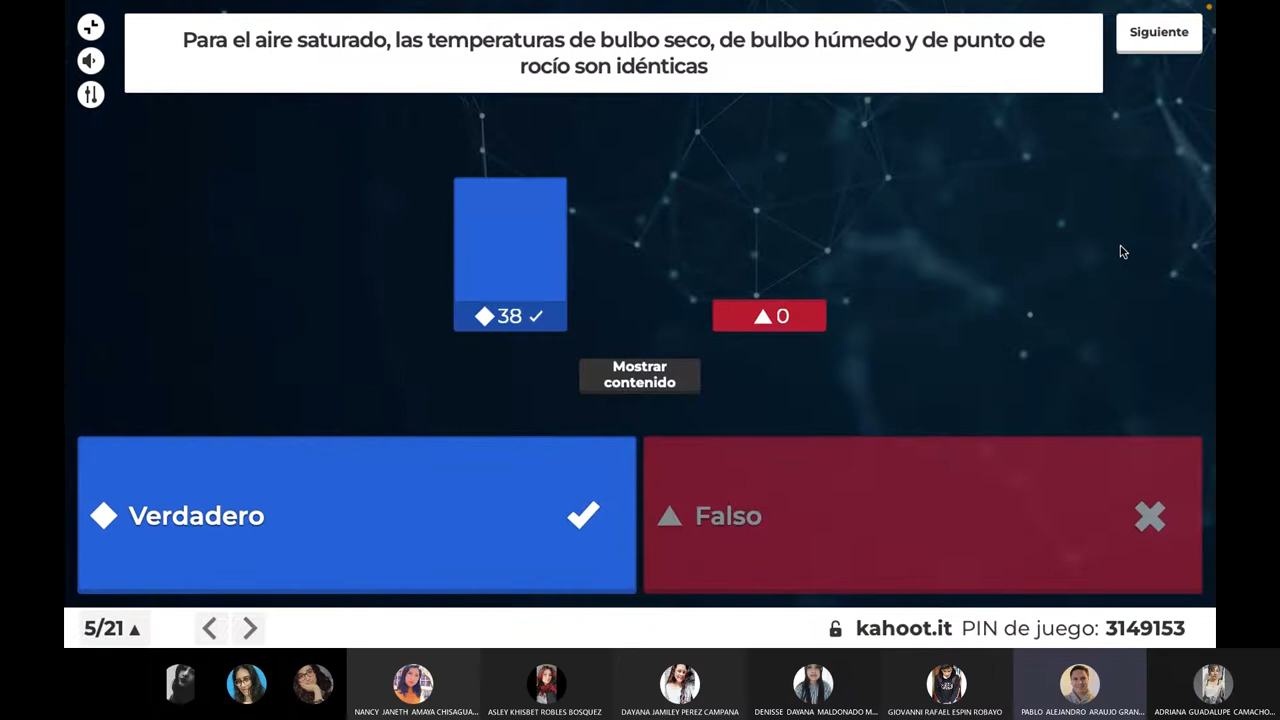 Para el aire saturado, las temperaturas de bulbo seco, de bulbo húmedo y de punto de
rocío son idénticas
Siguiente
38
0
Mostrar
contenido
Verdadero
Falso
5/21
kahoot.it PIN de juego: 3149153
NANCY JANETH AMAYA CHISAGUA...
ASLEY KHISBET ROBLES BOSQUEZ
DAYANA JAMILEY PEREZ CAMPANA
DENISSE DAYANA MALDONADO M...
GIOVANNI RAFAEL ESPIN ROBAYO
PABLO ALEJANDRO ARAUJO GRAN...
ADRIANA GUADALUPE CAMACHO...